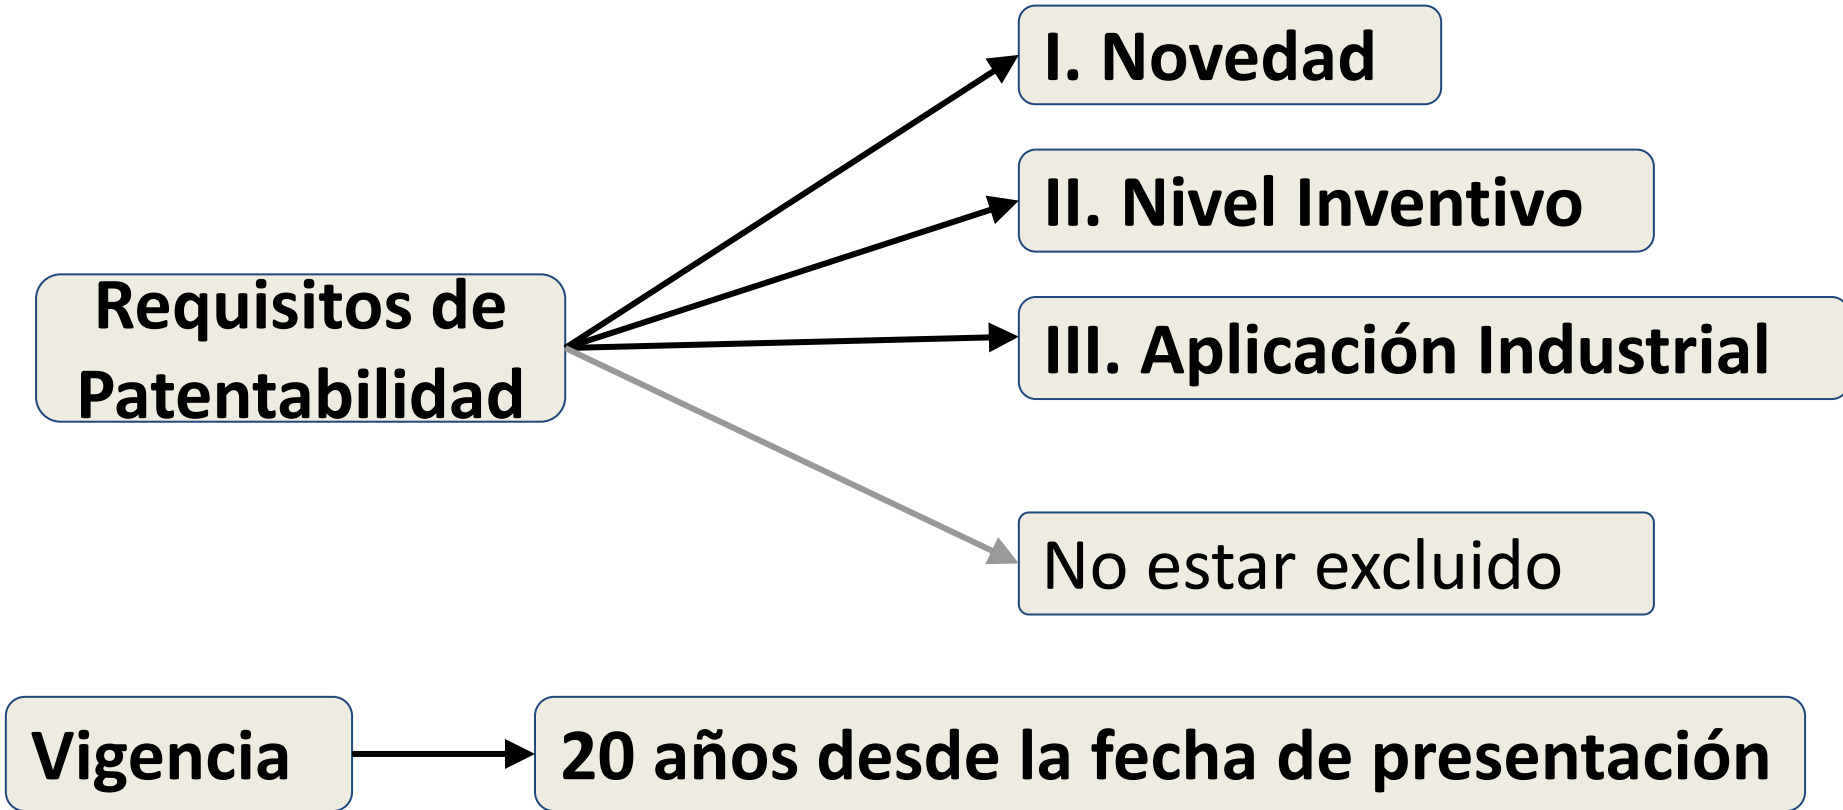 I. Novedad
II. Nivel Inventivo
Requisitos de
Patentabilidad
III. Aplicación Industrial
No estar excluido
Vigencia
20 años desde la fecha de presentación